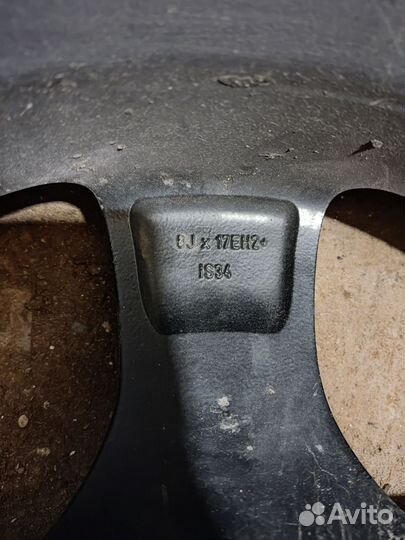 8J x 17EH2+
IS34
Avito